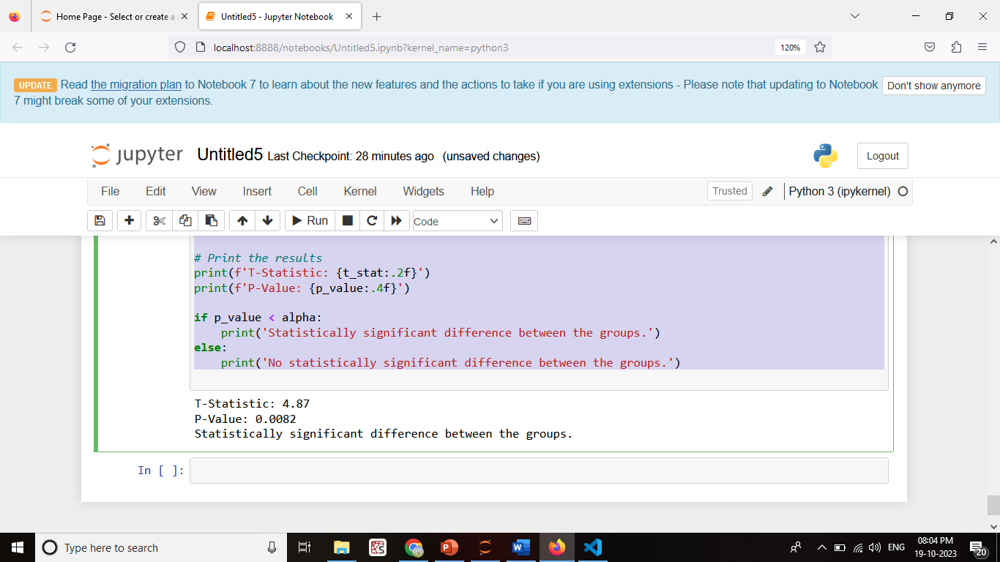 Home Page - Select or create a
Untitled5 - Jupyter Notebook
localhost:8888/notebooks/Untitled5.ipynb?kernel_name=python3
120%
UPDATE Read the migration plan to Notebook 7 to learn about the new features and the actions to take if you are using extensions - Please note that updating to Notebook
7 might break some of your extensions.
Don't show anymore
jupyter Untitled5 Last Checkpoint: 28 minutes ago (unsaved changes)
Logout
File Edit View Insert Cell Kernel Widgets Help
Trusted
Python 3 (ipykernel)
Run
Code
# Print the results
print(f'T-Statistic: {t_stat:.2f}')
print(f'P-Value: {p_value:.4f}')
if p_value < alpha:
    print('Statistically significant difference between the groups.')
else:
    print('No statistically significant difference between the groups.')
T-Statistic: 4.87
P-Value: 0.0082
Statistically significant difference between the groups.
In [ ]:
Type here to search
ENG
08:04 PM
19-10-2023
20